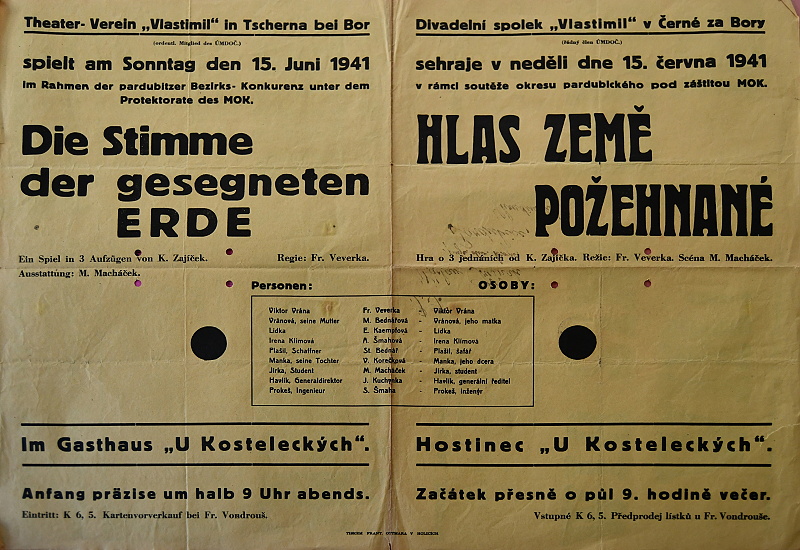 Theater- Verein „Vlastimil" in Tscherna bei Bor
(ordentl. Mitglied des ÚMDOČ.)
spielt am Sonntag den 15. Juni 1941
im Rahmen der pardubitzer Bezirks- Konkurenz unter dem
Protektorate des MOK.
Die Stimme
der gesegneten
ERDE
Ein Spiel in 3 Aufzügen von K. Zajíček. Regie: Fr. Veverka.
Ausstattung: M. Macháček.
Divadelní spolek „Vlastimil" v Černé za Bory
(řádný člen ÚMDOČ.)
sehraje v neděli dne 15. června 1941
v rámci soutěže okresu pardubického pod záštitou MOK.
HLAS ZEMĚ
POŽEHNANÉ
Hra o 3 jednáních od K. Zajíčka. Režie: Fr. Veverka. Scéna M. Macháček.
Personen: OSOBY:
Viktor Vrána Fr. Veverka - Viktor Vrána
Vránová, seine Mutter M. Bednářová - Vránová, jeho matka
Lidka E. Kaempfová - Lidka
Irena Klímová A. Šmahová - Irena Klímová
Plašil, Schaffner St. Bednář - Plašil, šafář
Manka, seine Tochter V. Korečková - Manka, jeho dcera
Jirka, Student M. Macháček - Jirka, student
Havlík, Generaldirektor J. Kuchynka - Havlík, generální ředitel
Prokeš, Ingenieur S. Šmaha - Prokeš, inženýr
Im Gasthaus „U Kosteleckých".
Anfang präzise um halb 9 Uhr abends.
Eintritt: K 6, 5. Kartenvorverkauf bei Fr. Vondrouš.
Hostinec „U Kosteleckých".
Začátek přesně o půl 9. hodině večer.
Vstupné K 6, 5. Předprodej lístků u Fr. Vondrouše.
TISKEM FRANT. OTTMARA V HOLICÍCH